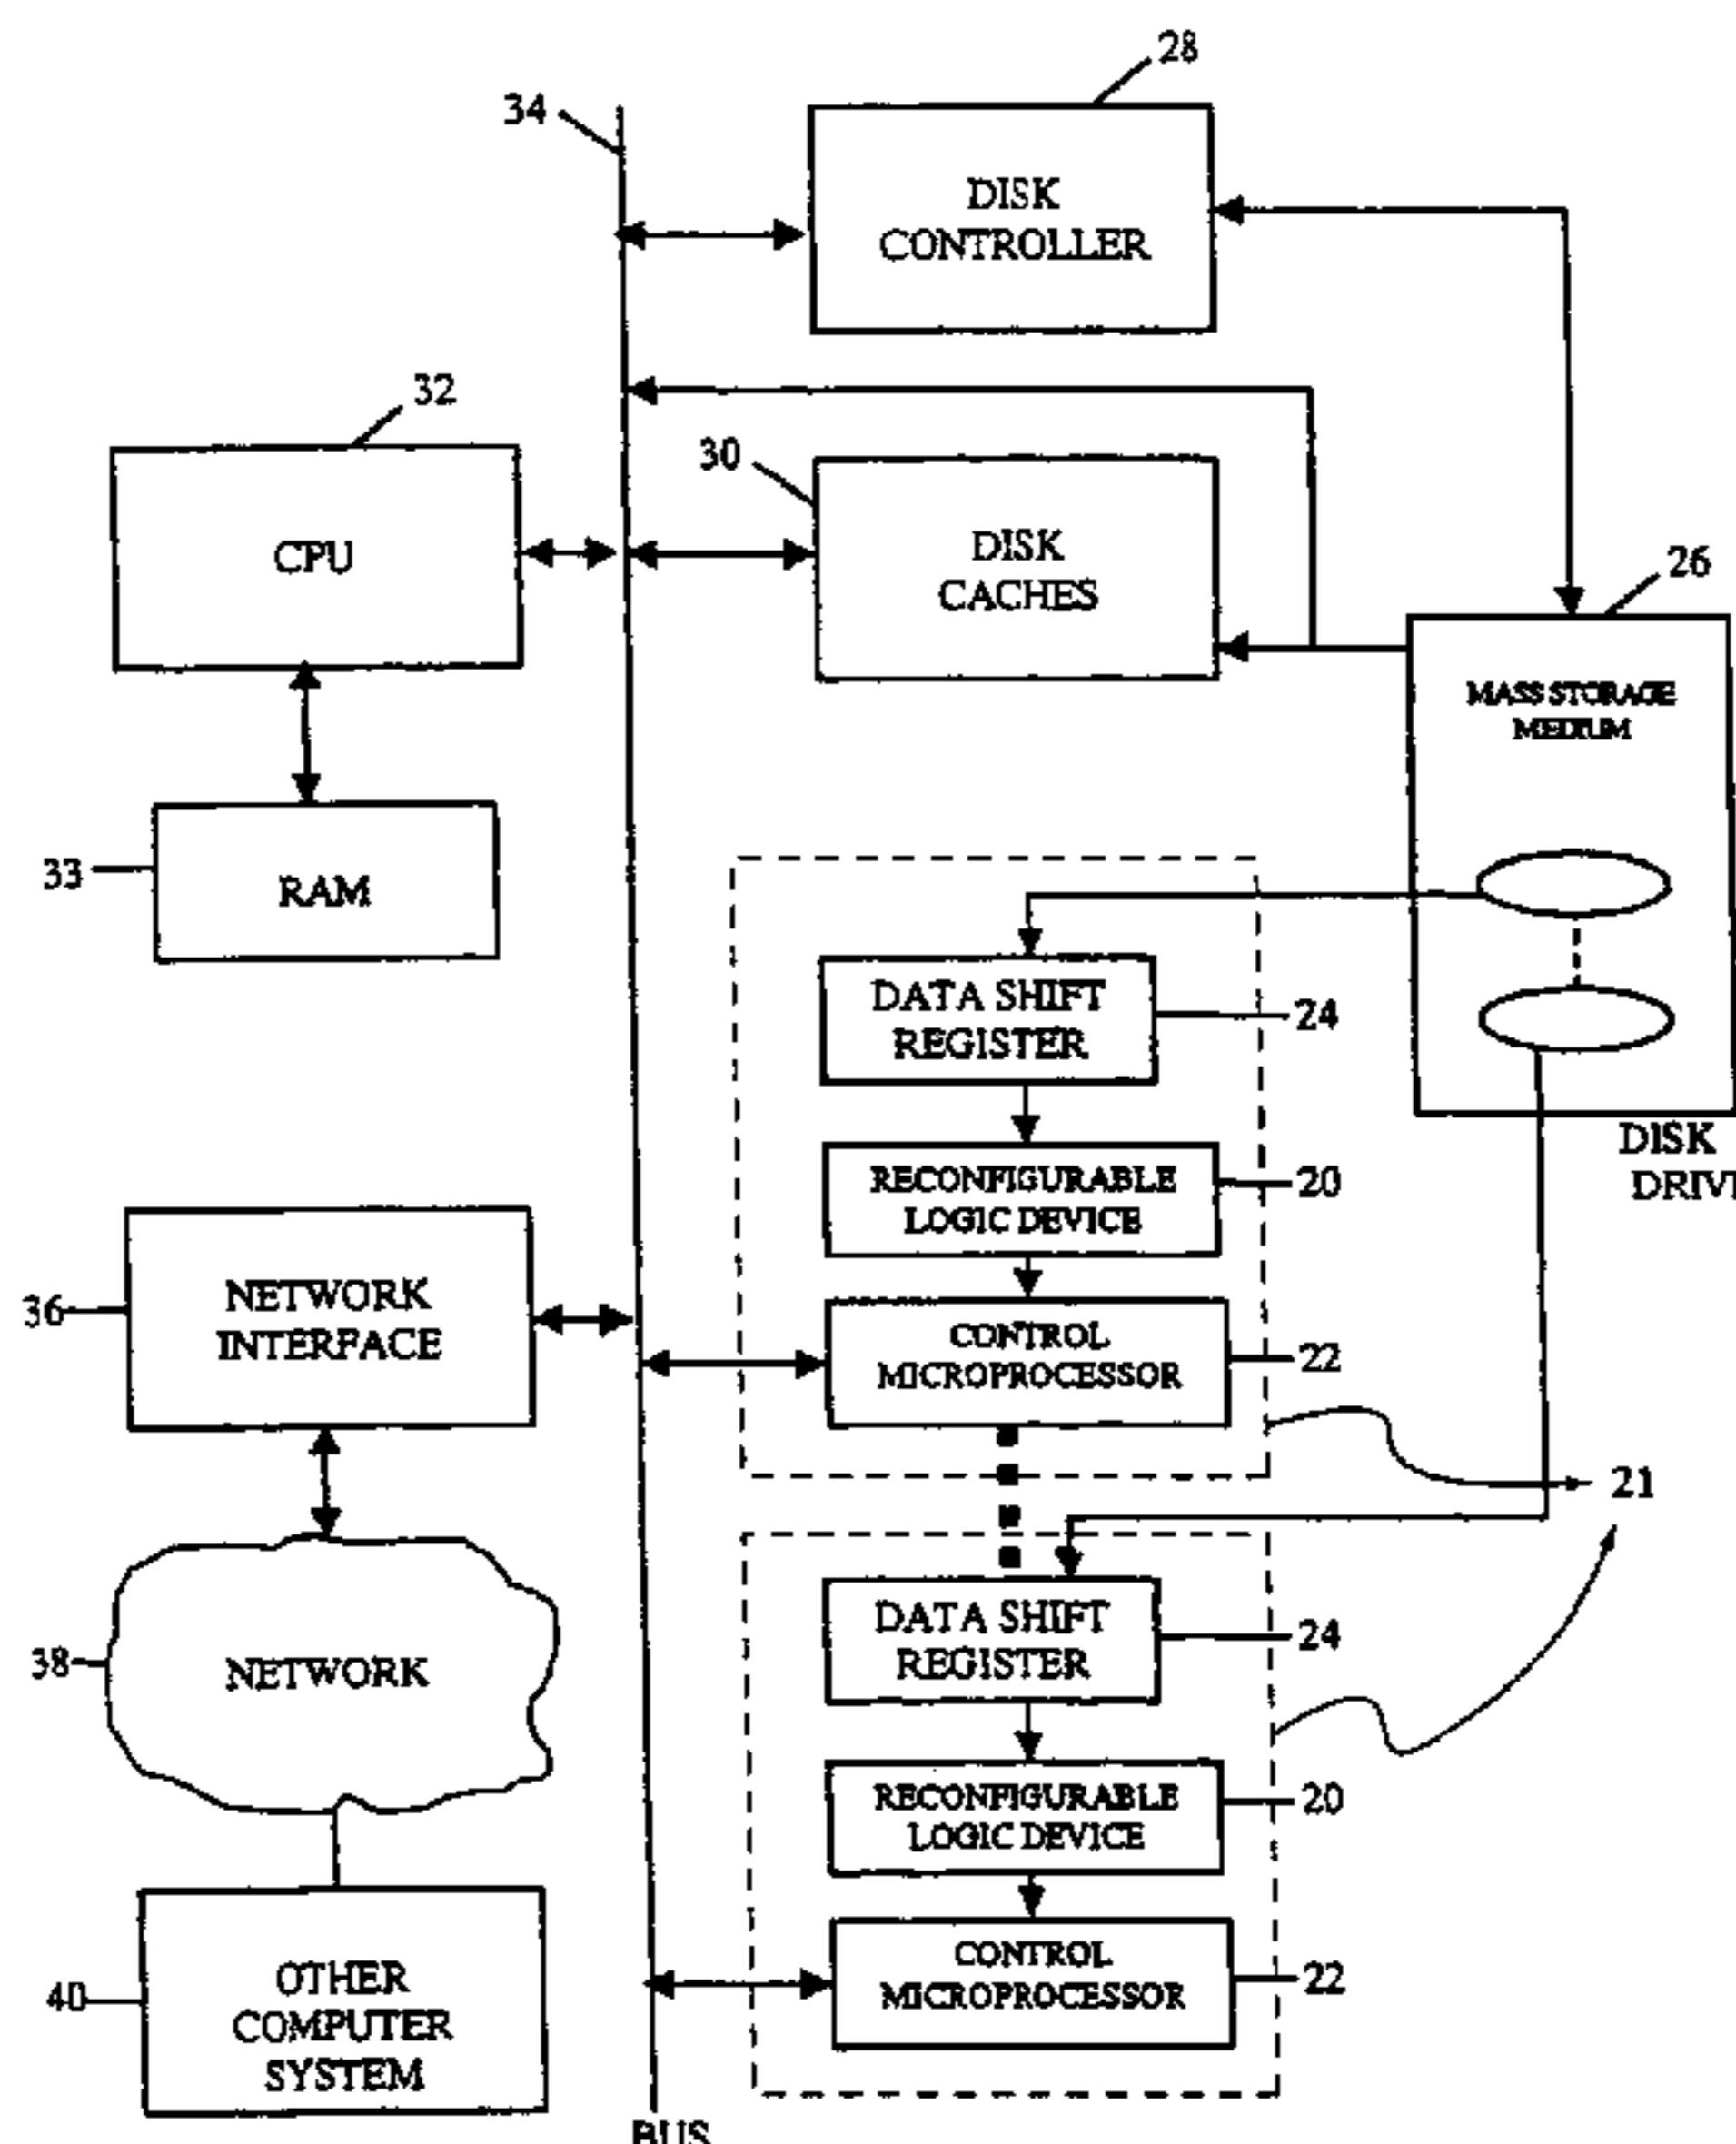 28
34
DISK
CONTROLLER
32
30
CPU
DISK
CACHES
26
MASS STORAGE
MEDIUM
33
RAM
DATA SHIFT
REGISTER
24
DISK
DRIV
RECONFIGURABLE
LOGIC DEVICE
20
36
NETWORK
INTERFACE
CONTROL
MICROPROCESSOR
22
21
38
NETWORK
DATA SHIFT
REGISTER
24
RECONFIGURABLE
LOGIC DEVICE
20
40
OTHER
COMPUTER
SYSTEM
CONTROL
MICROPROCESSOR
22
BUS